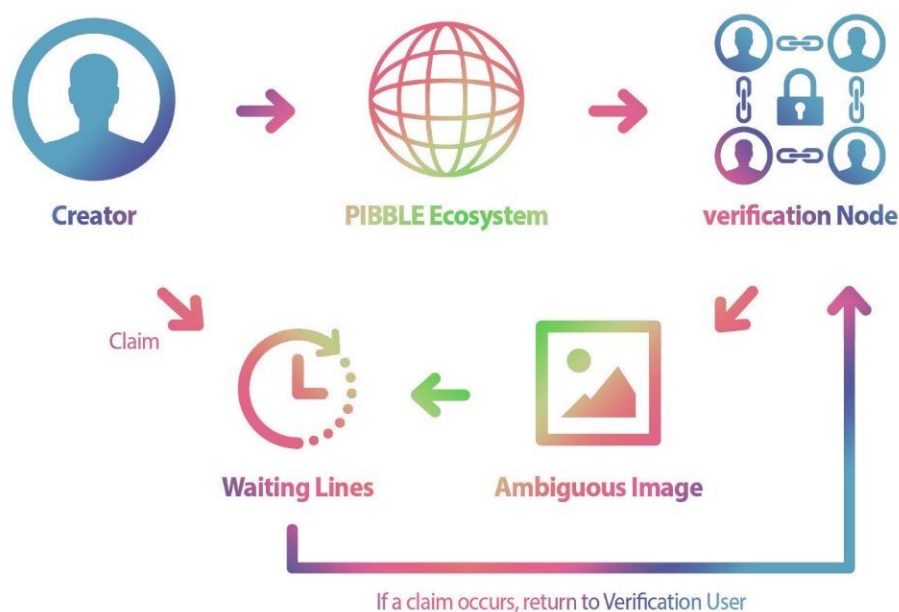 Creator
PIBBLE Ecosystem
verification Node
Claim
Waiting Lines
Ambiguous Image
If a claim occurs, return to Verification User